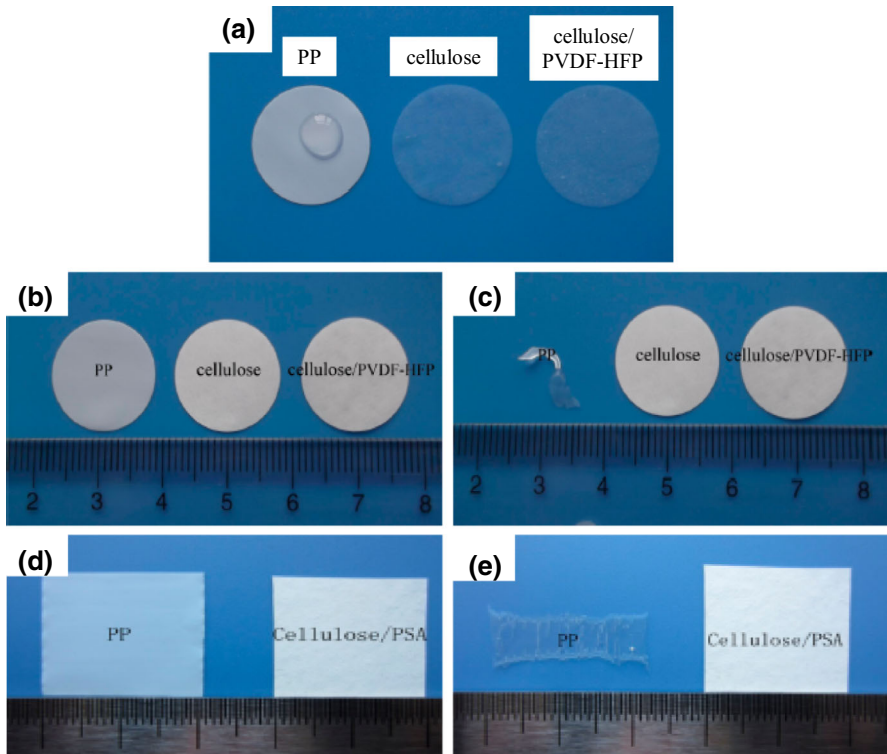 (a)
PP
cellulose
cellulose/
PVDF-HFP
(b)
PP
cellulose
cellulose/PVDF-HFP
2 3 4 5 6 7 8
(c)
PP
cellulose
cellulose/PVDF-HFP
2 3 4 5 6 7 8
(d)
PP
Cellulose/PSA
(e)
PP
Cellulose/PSA